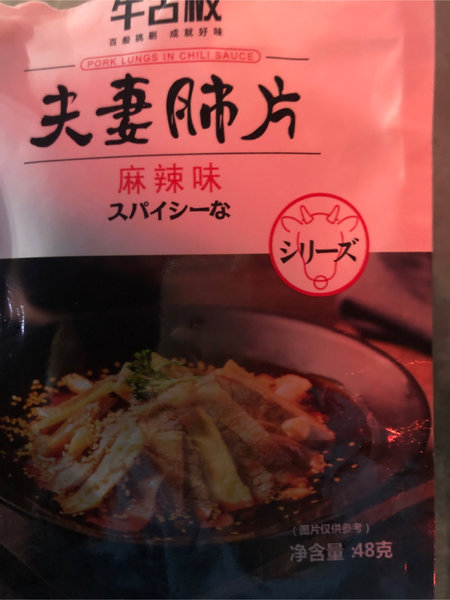 百般挑剔 成就好味
PORK LUNGS IN CHILI SAUCE
夫妻肺片
麻辣味
スパイシーな
シリーズ
（图片仅供参考）
净含量:48克